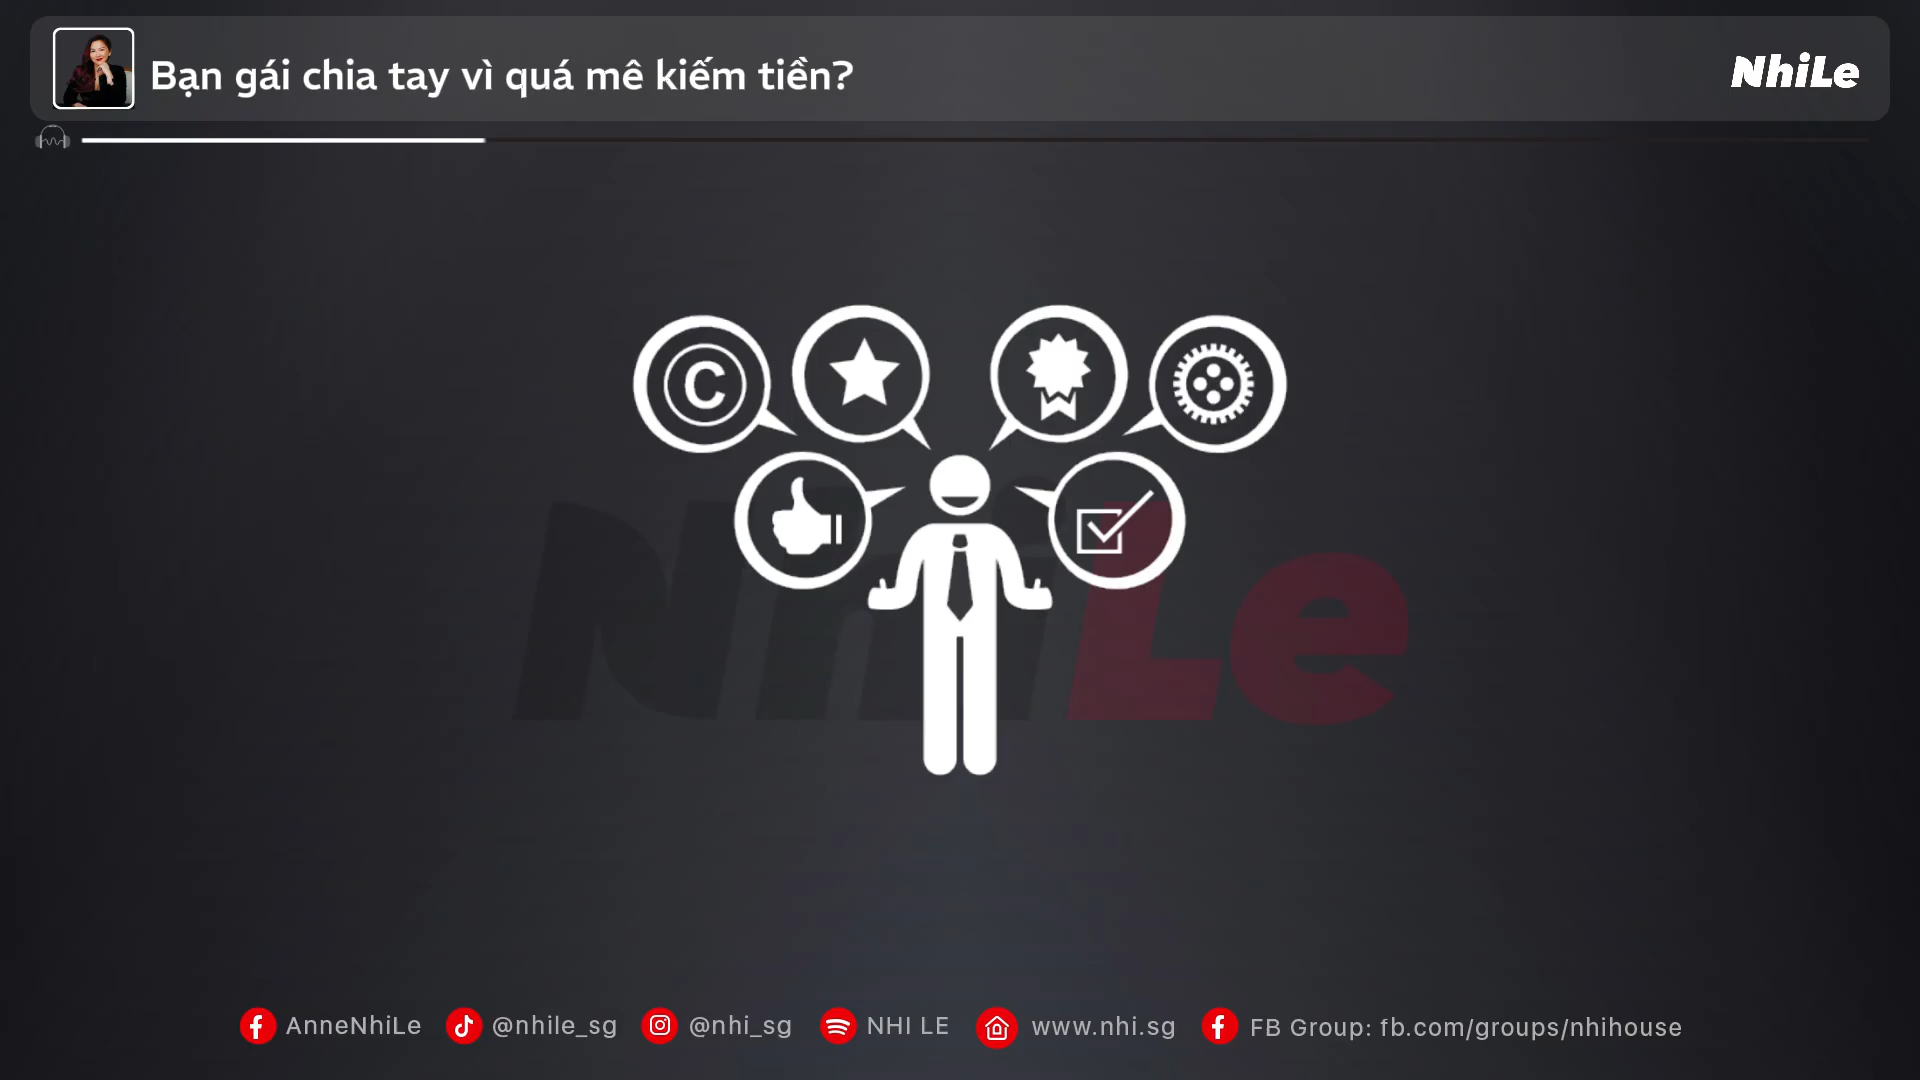 Bạn gái chia tay vì quá mê kiếm tiền?
NhiLe
C
NhiLe
AnneNhiLe @nhile_sg @nhi_sg NHI LE www.nhi.sg FB Group: fb.com/groups/nhihouse